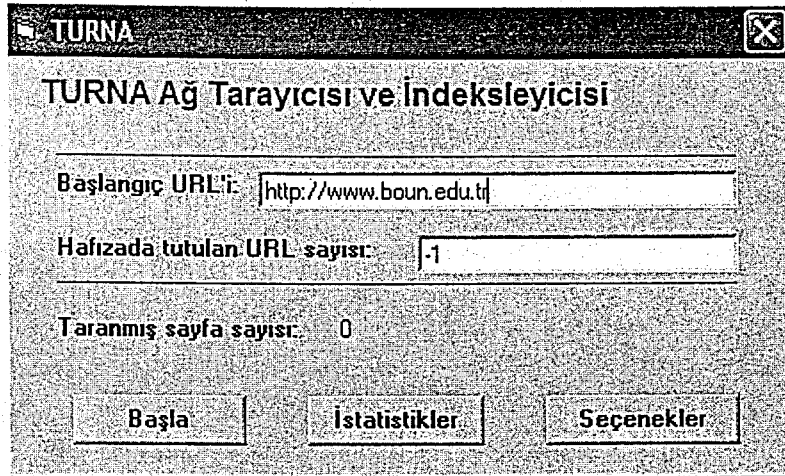 TURNA
TURNA Ağ Tarayıcısı ve İndeksleyicisi
Başlangıç URL'i: http://www.boun.edu.tr
Hafızada tutulan URL sayısı: -1
Taranmış sayfa sayısı: 0
Başla İstatistikler Seçenekler